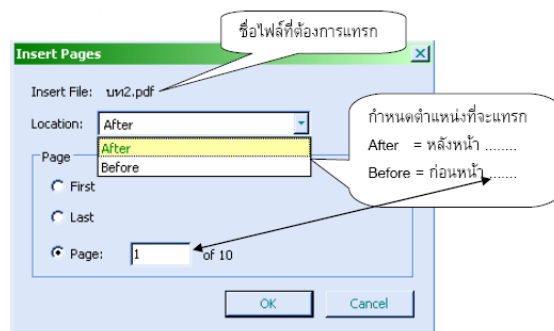 ชื่อไฟล์ที่ต้องการแทรก
Insert Pages
Insert File: บท2.pdf
Location: After
After
Before
กำหนดตำแหน่งที่จะแทรก
After = หลังหน้า ........
Before = ก่อนหน้า .......
Page
First
Last
Page: 1 of 10
OK Cancel